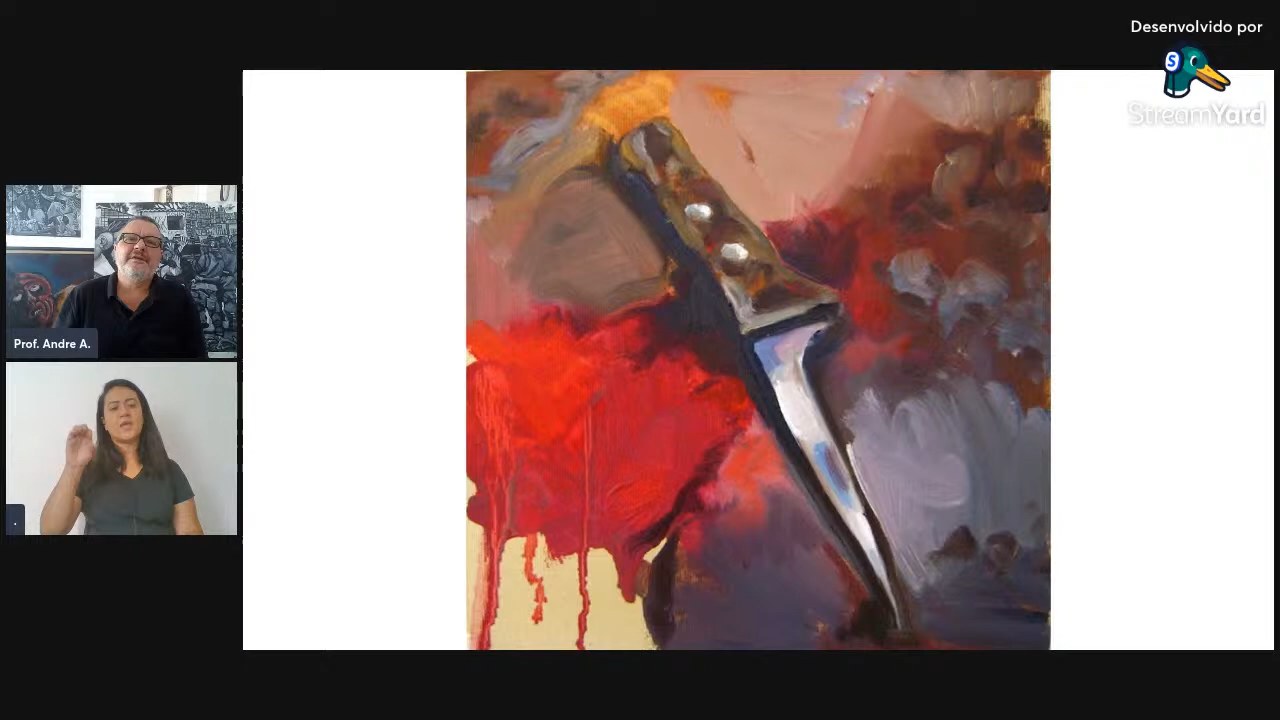 Desenvolvido por
S
StreamYard
Prof. Andre A.
.